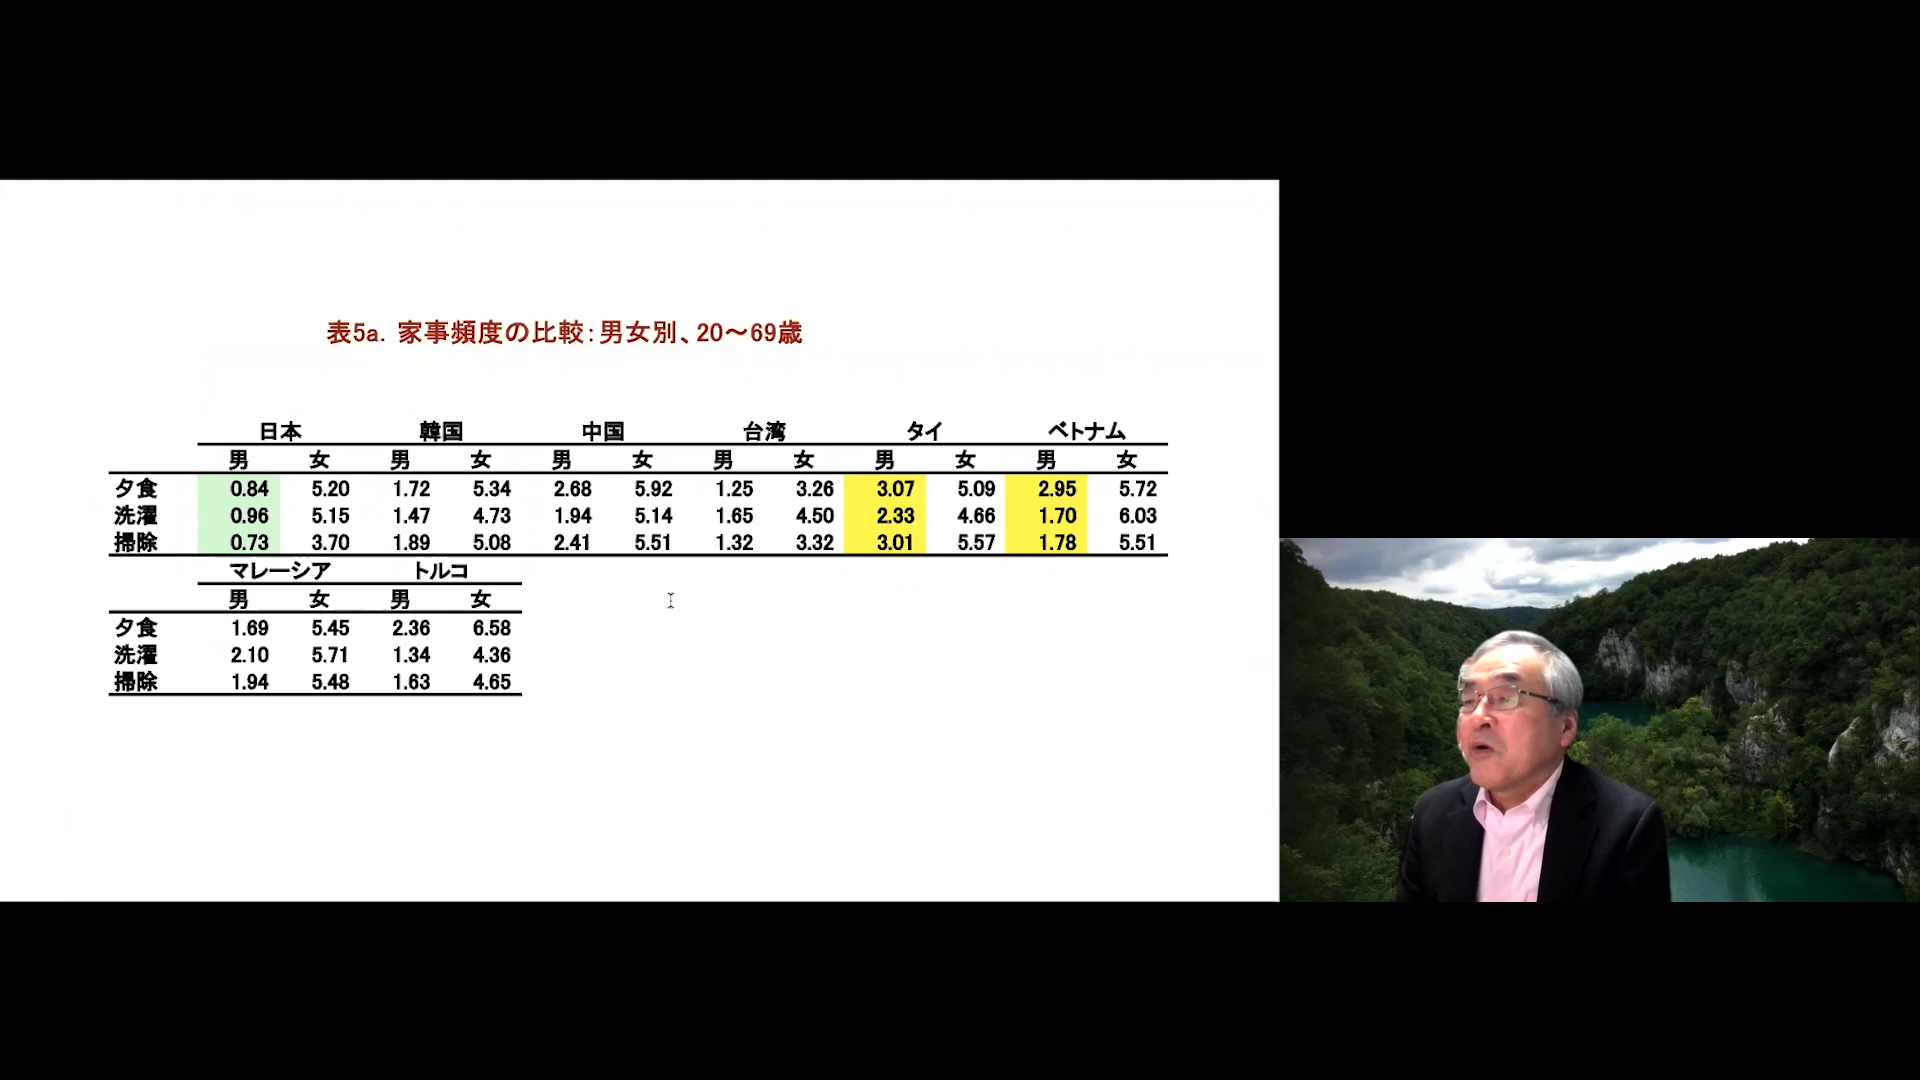 表5a. 家事頻度の比較：男女別、20～69歳
日本 韓国 中国 台湾 タイ ベトナム
男 女 男 女 男 女 男 女 男 女 男 女
夕食 0.84 5.20 1.72 5.34 2.68 5.92 1.25 3.26 3.07 5.09 2.95 5.72
洗濯 0.96 5.15 1.47 4.73 1.94 5.14 1.65 4.50 2.33 4.66 1.70 6.03
掃除 0.73 3.70 1.89 5.08 2.41 5.51 1.32 3.32 3.01 5.57 1.78 5.51
マレーシア トルコ
男 女 男 女
夕食 1.69 5.45 2.36 6.58
洗濯 2.10 5.71 1.34 4.36
掃除 1.94 5.48 1.63 4.65